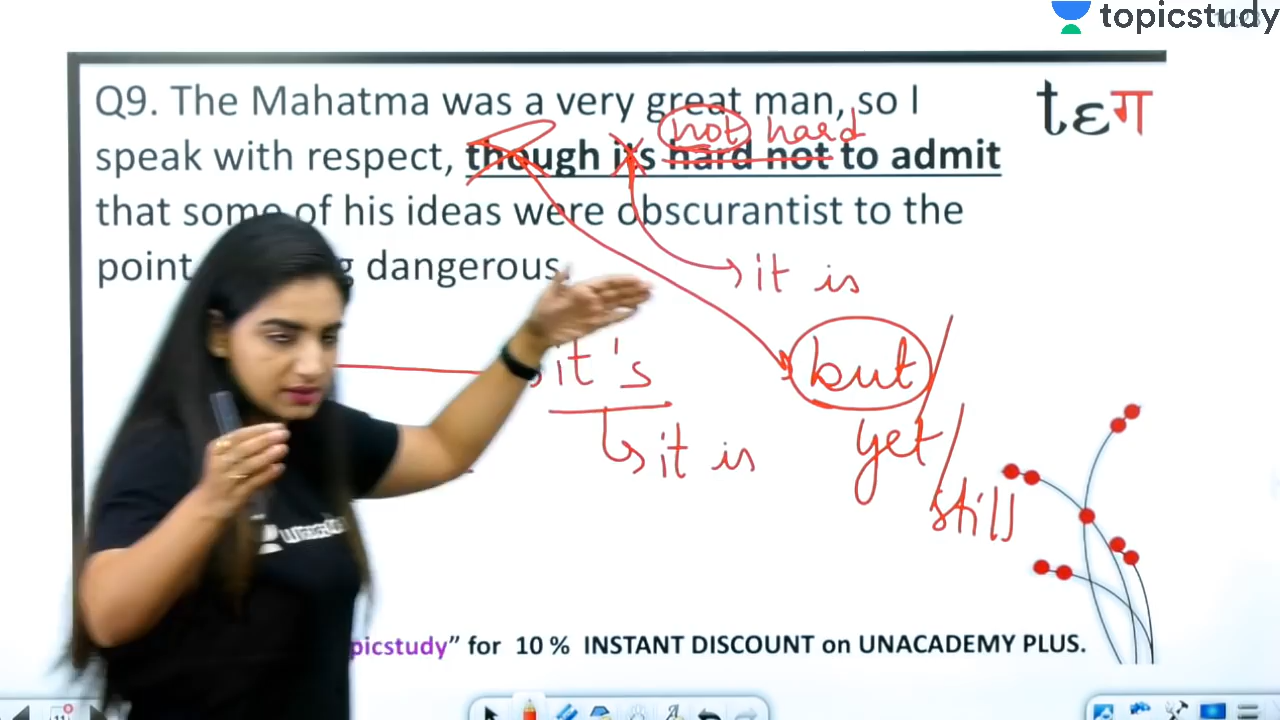 topicstudy
tεग
Q9. The Mahatma was a very great man, so I
not hard
speak with respect, though its hard not to admit
that some of his ideas were obscurantist to the
point dangerous.
it is
it's
but/
it is
yet/
still
picstudy” for 10 % INSTANT DISCOUNT on UNACADEMY PLUS.